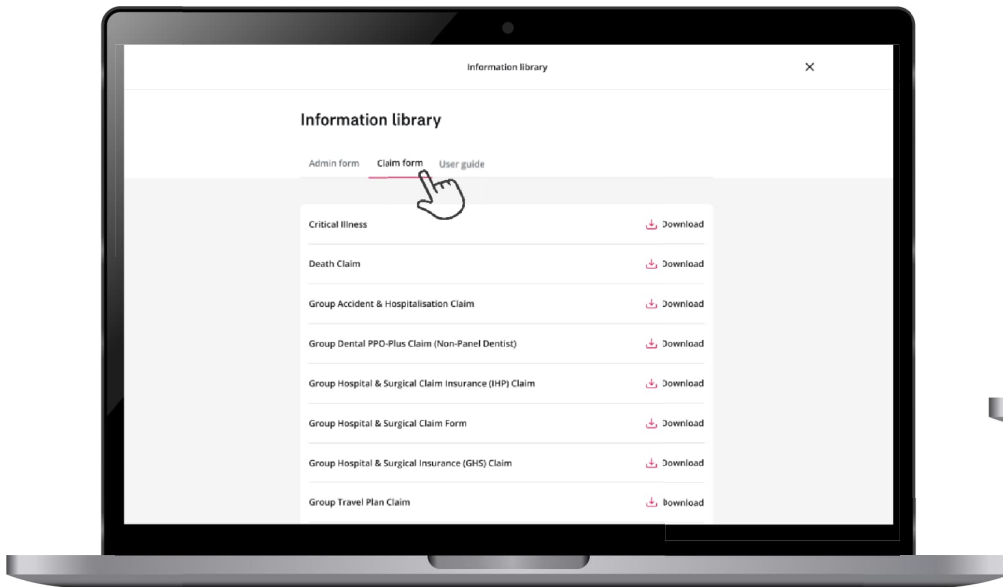 Information library
Information library
Admin form Claim form User guide
Critical Illness Download
Death Claim Download
Group Accident & Hospitalisation Claim Download
Group Dental PPO-Plus Claim (Non-Panel Dentist) Download
Group Hospital & Surgical Claim Insurance (IHP) Claim Download
Group Hospital & Surgical Claim Form Download
Group Hospital & Surgical Insurance (GHS) Claim Download
Group Travel Plan Claim Download